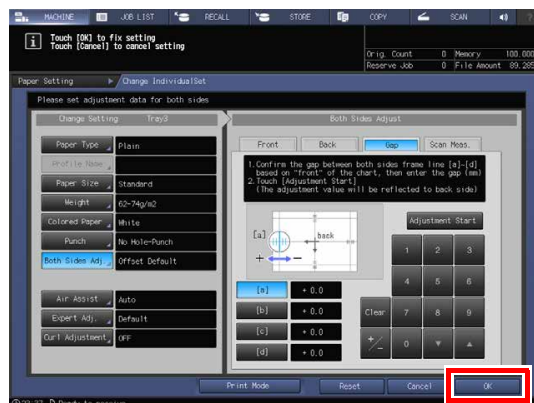 MACHINE JOB LIST RECALL STORE COPY SCAN
Touch [OK] to fix setting
Touch [Cancel] to cancel setting
Orig. Count 0 Memory 100.000
Reserve Job 0 File Amount 89.285
Paper Setting Change IndividualSet
Please set adjustment data for both sides
Change Setting Tray3
Both Sides Adjust
Paper Type Plain
Profile Name
Paper Size Standard
Weight 62-74g/m2
Colored Paper White
Punch No Hole-Punch
Both Sides Adj. Offset Default
Air Assist Auto
Expert Adj. Default
Curl Adjustment OFF
Front Back Gap Scan Meas.
1.Confirm the gap between both sides frame line [a]-[d]
based on "front" of the chart, then enter the gap (mm)
2.Touch [Adjustment Start]
(The adjustment value will be reflected to back side)
[a] back
+ -
Adjustment Start
1 2 3
4 5 6
Clear 7 8 9
+/- 0 ▼ ▲
[a] + 0.0
[b] + 0.0
[c] + 0.0
[d] + 0.0
Print Mode Reset Cancel OK